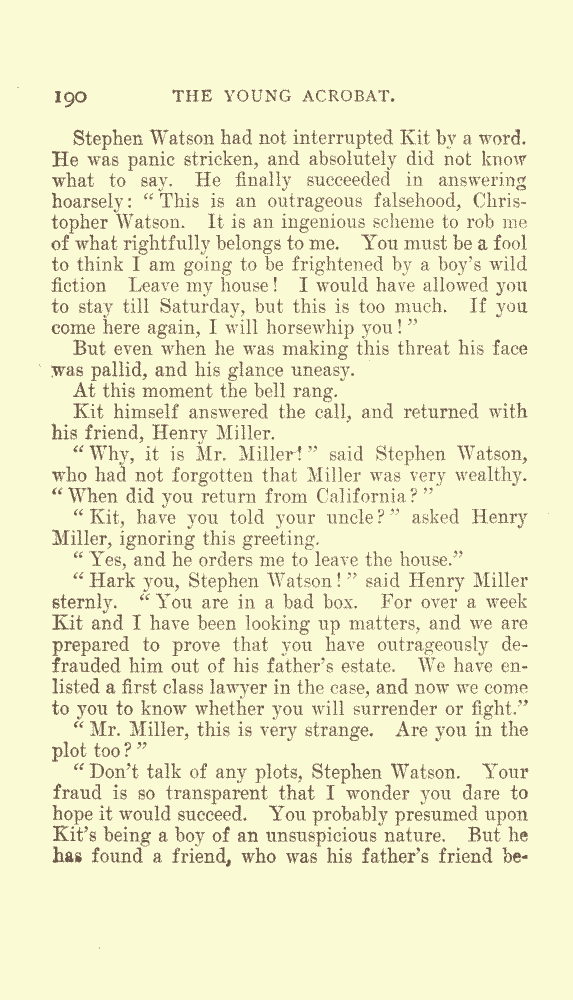 190 THE YOUNG ACROBAT.
Stephen Watson had not interrupted Kit by a word.
He was panic stricken, and absolutely did not know
what to say. He finally succeeded in answering
hoarsely: “This is an outrageous falsehood, Chris-
topher Watson. It is an ingenious scheme to rob me
of what rightfully belongs to me. You must be a fool
to think I am going to be frightened by a boy's wild
fiction Leave my house! I would have allowed you
to stay till Saturday, but this is too much. If you
come here again, I will horsewhip you!”
But even when he was making this threat his face
was pallid, and his glance uneasy.
At this moment the bell rang.
Kit himself answered the call, and returned with
his friend, Henry Miller.
“Why, it is Mr. Miller!” said Stephen Watson,
who had not forgotten that Miller was very wealthy.
“When did you return from California?”
“Kit, have you told your uncle?” asked Henry
Miller, ignoring this greeting.
“Yes, and he orders me to leave the house.”
“Hark you, Stephen Watson!” said Henry Miller
sternly. “You are in a bad box. For over a week
Kit and I have been looking up matters, and we are
prepared to prove that you have outrageously de-
frauded him out of his father's estate. We have en-
listed a first class lawyer in the case, and now we come
to you to know whether you will surrender or fight.”
“Mr. Miller, this is very strange. Are you in the
plot too?”
“Don't talk of any plots, Stephen Watson. Your
fraud is so transparent that I wonder you dare to
hope it would succeed. You probably presumed upon
Kit's being a boy of an unsuspicious nature. But he
has found a friend, who was his father's friend be-